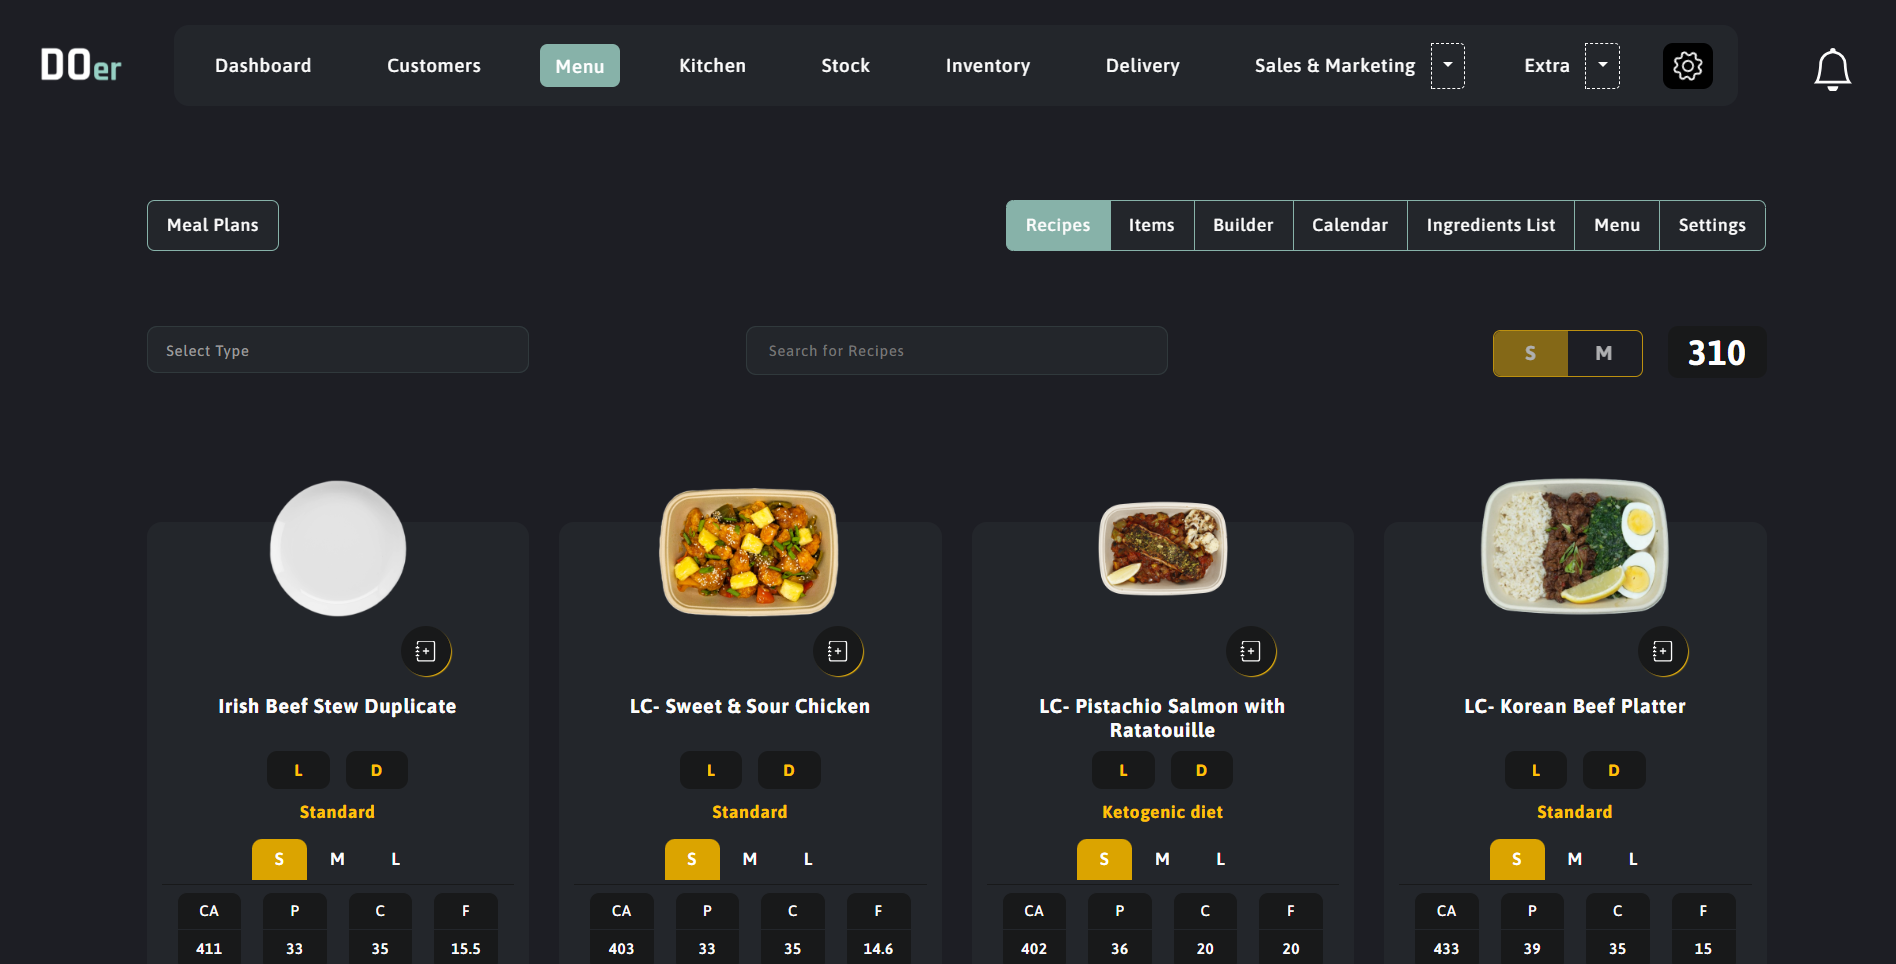 DOer
Dashboard Customers Menu Kitchen Stock Inventory Delivery Sales & Marketing Extra
Meal Plans
Recipes Items Builder Calendar Ingredients List Menu Settings
Select Type
Search for Recipes
S M
310
Irish Beef Stew Duplicate
L D
Standard
S M L
CA P C F
411 33 35 15.5
LC- Sweet & Sour Chicken
L D
Standard
S M L
CA P C F
403 33 35 14.6
LC- Pistachio Salmon with
Ratatouille
L D
Ketogenic diet
S M L
CA P C F
402 36 20 20
LC- Korean Beef Platter
L D
Standard
S M L
CA P C F
433 39 35 15